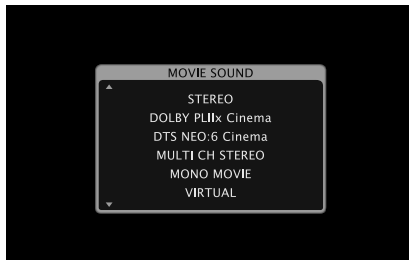 MOVIE SOUND
STEREO
DOLBY PLIIx Cinema
DTS NEO:6 Cinema
MULTI CH STEREO
MONO MOVIE
VIRTUAL